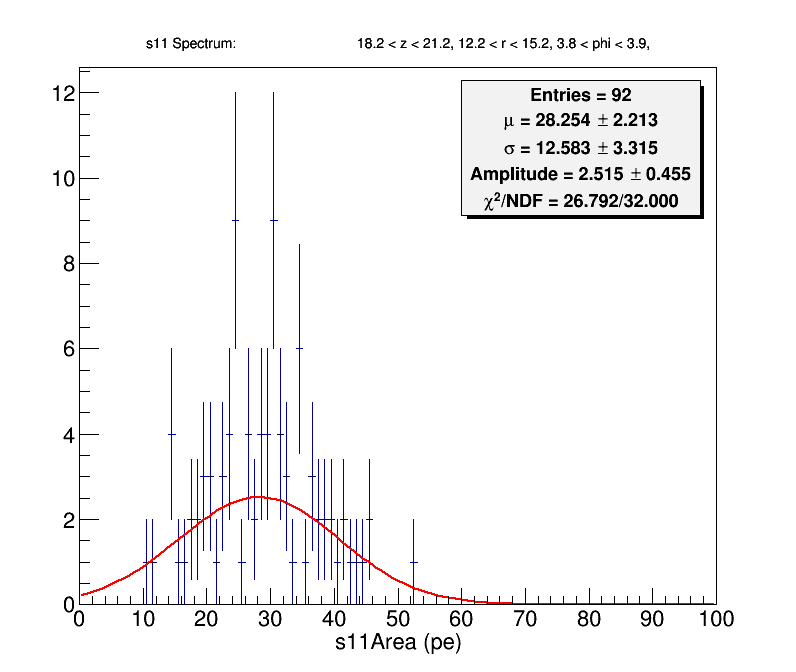 s11 Spectrum: 18.2 < z < 21.2, 12.2 < r < 15.2, 3.8 < phi < 3.9,
Entries = 92
μ = 28.254 ± 2.213
σ = 12.583 ± 3.315
Amplitude = 2.515 ± 0.455
χ²/NDF = 26.792/32.000
12
10
8
6
4
2
0
0 10 20 30 40 50 60 70 80 90 100
s11Area (pe)